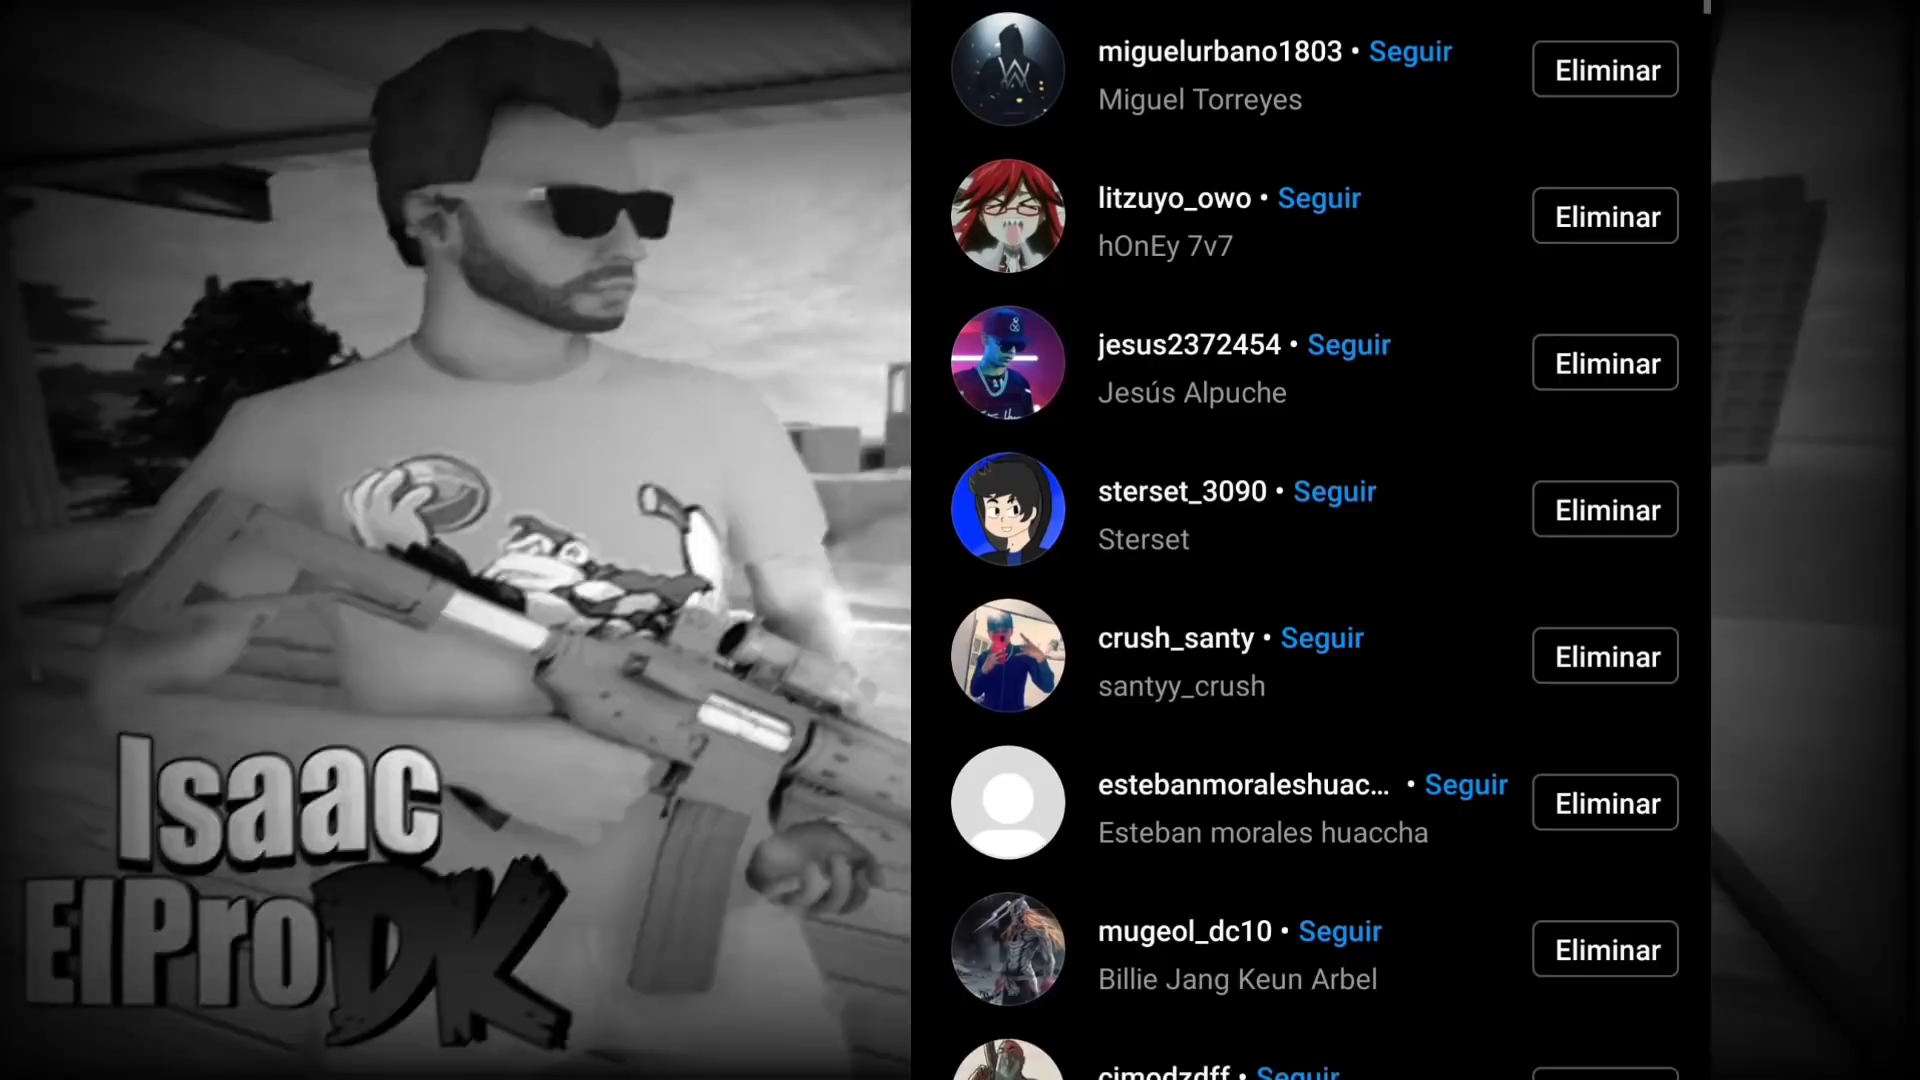 Isaac
ElProDK
miguelurbano1803 • Seguir
Miguel Torreyes
Eliminar
litzuyo_owo • Seguir
hOnEy 7v7
Eliminar
jesus2372454 • Seguir
Jesús Alpuche
Eliminar
sterset_3090 • Seguir
Sterset
Eliminar
crush_santy • Seguir
santyy_crush
Eliminar
estebanmoraleshuac... • Seguir
Esteban morales huaccha
Eliminar
mugeol_dc10 • Seguir
Billie Jang Keun Arbel
Eliminar
cimodzdff • Seguir